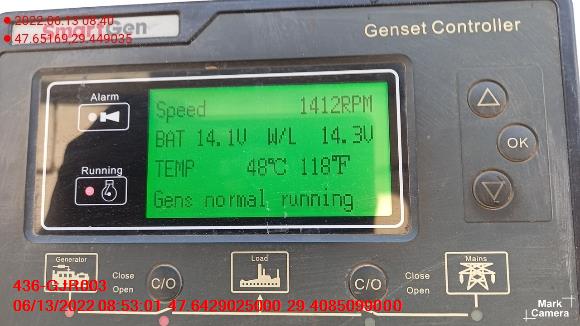 2022.06.13 08:40
SmartGen
Genset Controller
47.65169,29.449035
Alarm
Speed 1412RPM
BAT 14.1V W/L 14.3V
TEMP 48℃ 118℉
Running
Gens normal running
OK
Generator
Load
Mains
Close
Open
C/O
C/O
Close
Open
436-GJR003
06/13/2022 08:53:01 47.6429025000 29.4085099000
Mark
Camera